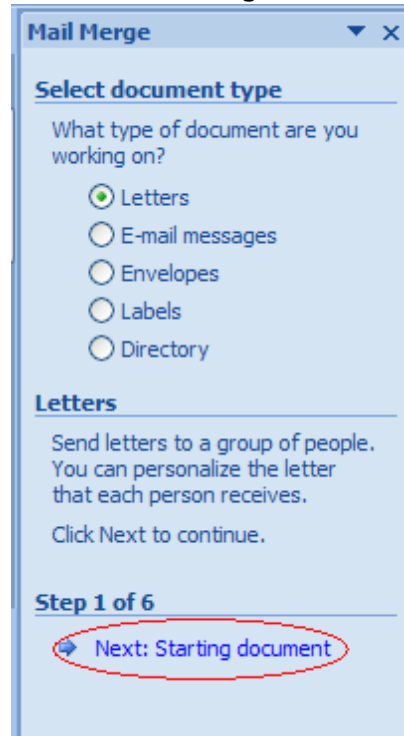 Mail Merge
Select document type
What type of document are you
working on?
Letters
E-mail messages
Envelopes
Labels
Directory
Letters
Send letters to a group of people.
You can personalize the letter
that each person receives.
Click Next to continue.
Step 1 of 6
Next: Starting document